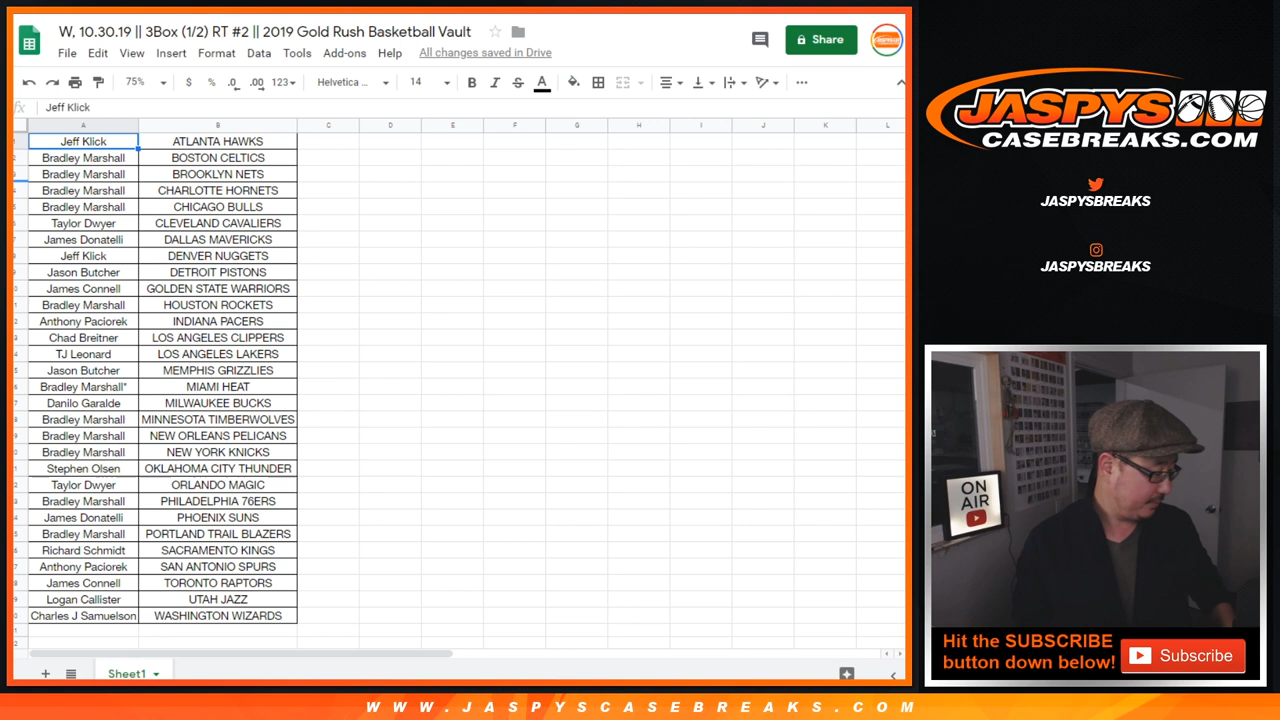 W, 10.30.19 || 3Box (1/2) RT #2 || 2019 Gold Rush Basketball Vault
File Edit View Insert Format Data Tools Add-ons Help All changes saved in Drive
Share
75% $ % .0 .00 123 Helvetica ... 14 B I S A
fx Jeff Klick
A B C D E F G H I J K L
Jeff Klick ATLANTA HAWKS
Bradley Marshall BOSTON CELTICS
Bradley Marshall BROOKLYN NETS
Bradley Marshall CHARLOTTE HORNETS
Bradley Marshall CHICAGO BULLS
Taylor Dwyer CLEVELAND CAVALIERS
James Donatelli DALLAS MAVERICKS
Jeff Klick DENVER NUGGETS
Jason Butcher DETROIT PISTONS
James Connell GOLDEN STATE WARRIORS
Bradley Marshall HOUSTON ROCKETS
Anthony Paciorek INDIANA PACERS
Chad Breitner LOS ANGELES CLIPPERS
TJ Leonard LOS ANGELES LAKERS
Jason Butcher MEMPHIS GRIZZLIES
Bradley Marshall* MIAMI HEAT
Danilo Garalde MILWAUKEE BUCKS
Bradley Marshall MINNESOTA TIMBERWOLVES
Bradley Marshall NEW ORLEANS PELICANS
Bradley Marshall NEW YORK KNICKS
Stephen Olsen OKLAHOMA CITY THUNDER
Taylor Dwyer ORLANDO MAGIC
Bradley Marshall PHILADELPHIA 76ERS
James Donatelli PHOENIX SUNS
Bradley Marshall PORTLAND TRAIL BLAZERS
Richard Schmidt SACRAMENTO KINGS
Anthony Paciorek SAN ANTONIO SPURS
James Connell TORONTO RAPTORS
Logan Callister UTAH JAZZ
Charles J Samuelson WASHINGTON WIZARDS
Sheet1
JASPYS
CASEBREAKS.COM
JASPYSBREAKS
JASPYSBREAKS
ON
AIR
Hit the SUBSCRIBE
button down below!
Subscribe
WWW.JASPYSCASEBREAKS.COM